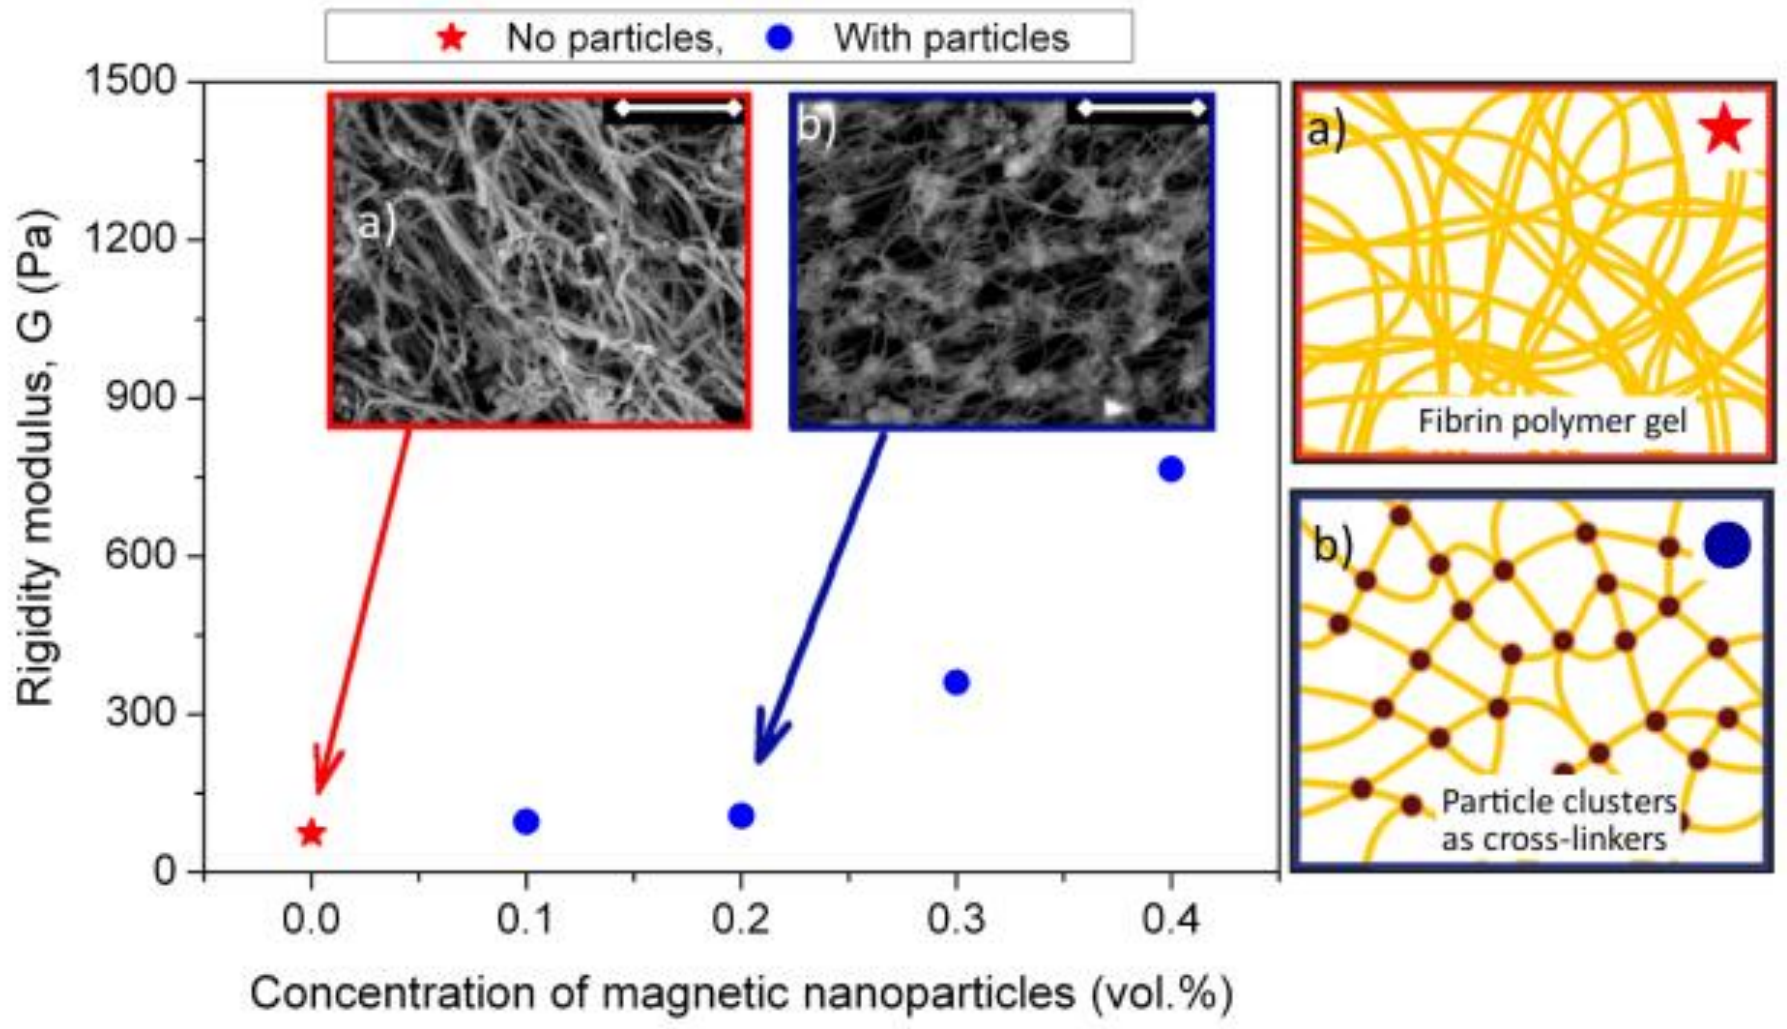 No particles, With particles
1500
1200
900
600
300
0
Rigidity modulus, G (Pa)
a)
b)
0.0 0.1 0.2 0.3 0.4
Concentration of magnetic nanoparticles (vol.%)
a)
Fibrin polymer gel
b)
Particle clusters
as cross-linkers